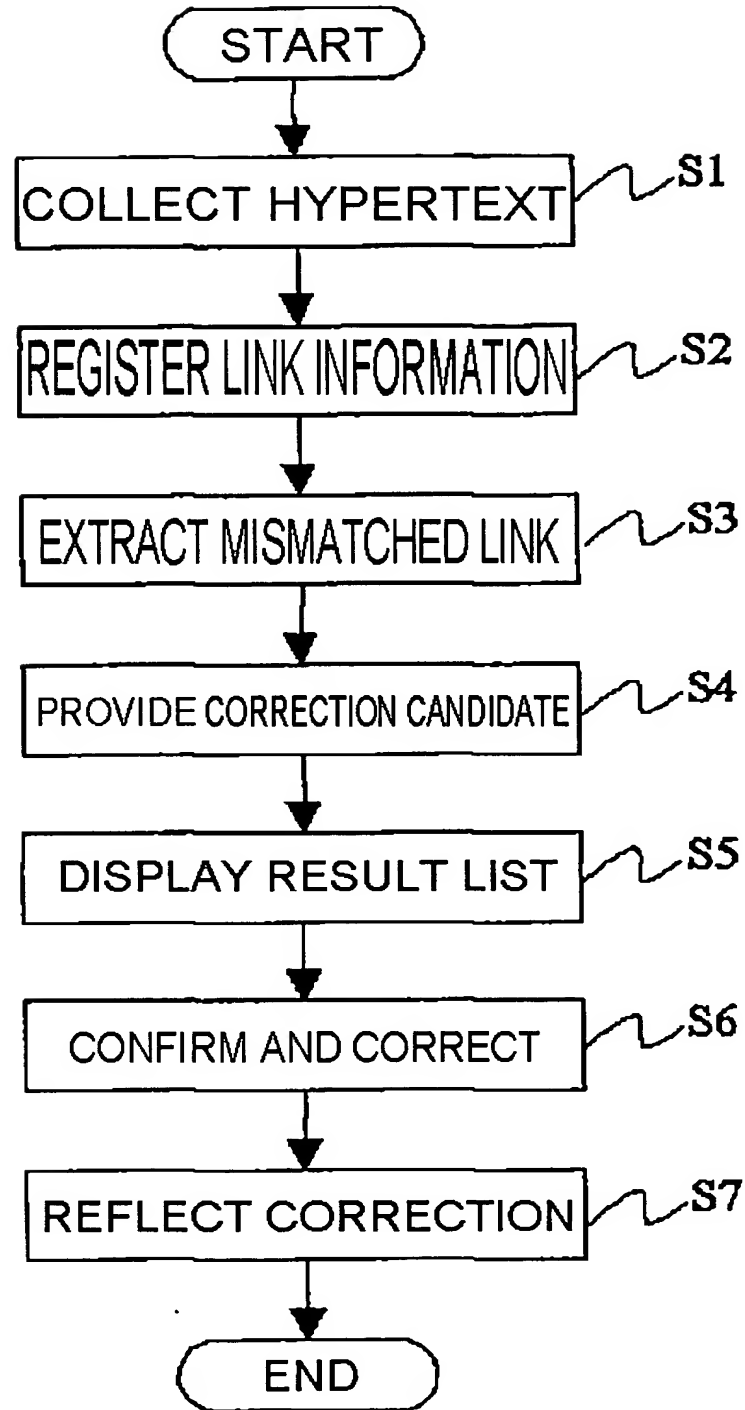 START
COLLECT HYPERTEXT
S1
REGISTER LINK INFORMATION
S2
EXTRACT MISMATCHED LINK
S3
PROVIDE CORRECTION CANDIDATE
S4
DISPLAY RESULT LIST
S5
CONFIRM AND CORRECT
S6
REFLECT CORRECTION
S7
END